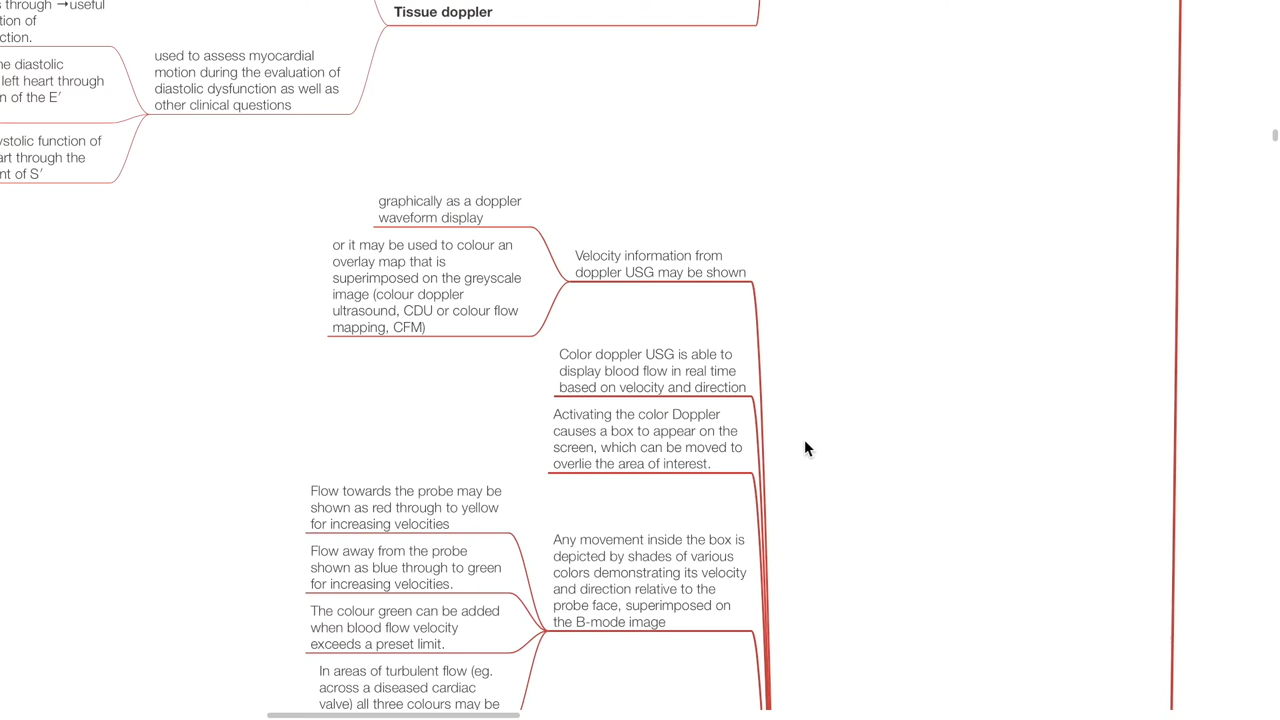 s through →useful
tion of
ction.
ne diastolic
left heart through
n of the E′
ystolic function of
art through the
nt of S′
used to assess myocardial
motion during the evaluation of
diastolic dysfunction as well as
other clinical questions
Tissue doppler
graphically as a doppler
waveform display
or it may be used to colour an
overlay map that is
superimposed on the greyscale
image (colour doppler
ultrasound, CDU or colour flow
mapping, CFM)
Velocity information from
doppler USG may be shown
Color doppler USG is able to
display blood flow in real time
based on velocity and direction
Activating the color Doppler
causes a box to appear on the
screen, which can be moved to
overlie the area of interest.
Flow towards the probe may be
shown as red through to yellow
for increasing velocities
Flow away from the probe
shown as blue through to green
for increasing velocities.
The colour green can be added
when blood flow velocity
exceeds a preset limit.
In areas of turbulent flow (eg.
across a diseased cardiac
valve) all three colours may be
Any movement inside the box is
depicted by shades of various
colors demonstrating its velocity
and direction relative to the
probe face, superimposed on
the B-mode image